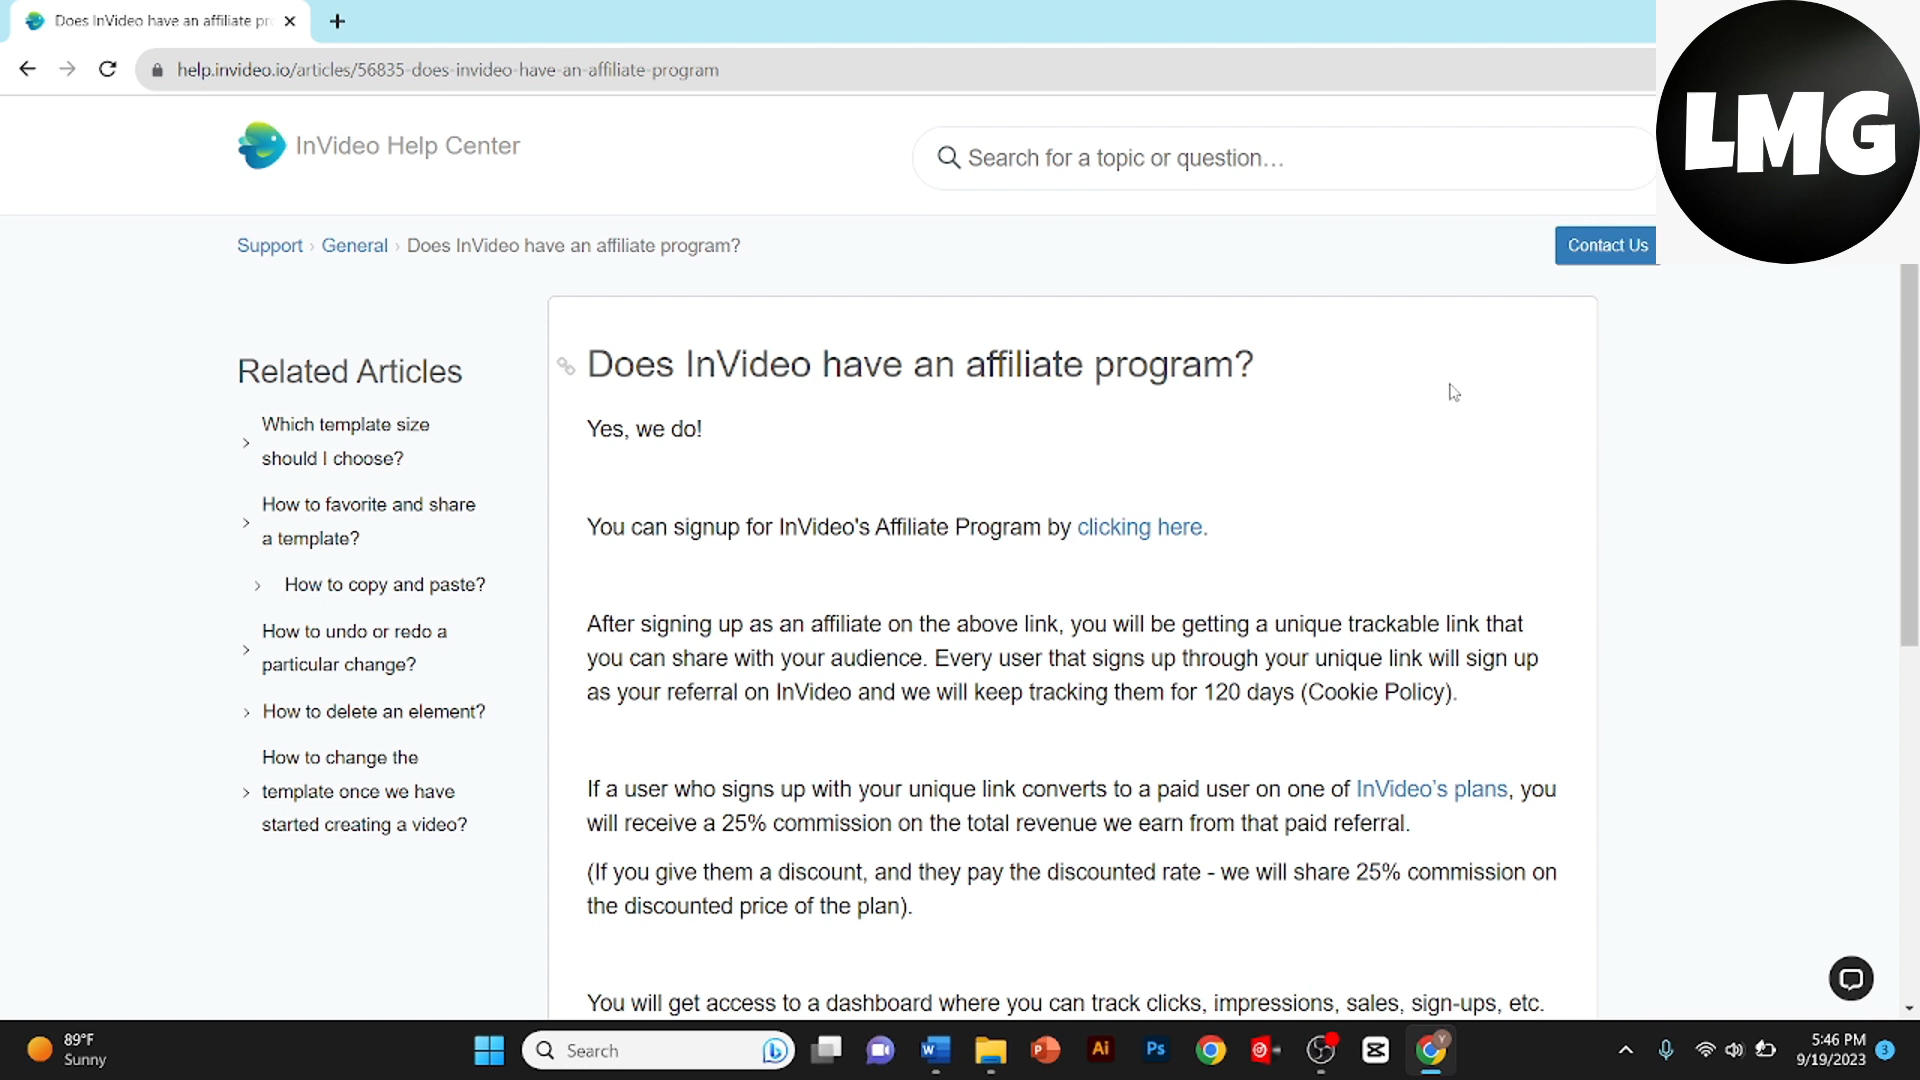 Does InVideo have an affiliate pr
help.invideo.io/articles/56835-does-invideo-have-an-affiliate-program
LMG
InVideo Help Center
Search for a topic or question…
Support › General › Does InVideo have an affiliate program?
Contact Us
Related Articles
Which template size
should I choose?
How to favorite and share
a template?
How to copy and paste?
How to undo or redo a
particular change?
How to delete an element?
How to change the
template once we have
started creating a video?
Does InVideo have an affiliate program?
Yes, we do!
You can signup for InVideo's Affiliate Program by clicking here.
After signing up as an affiliate on the above link, you will be getting a unique trackable link that
you can share with your audience. Every user that signs up through your unique link will sign up
as your referral on InVideo and we will keep tracking them for 120 days (Cookie Policy).
If a user who signs up with your unique link converts to a paid user on one of InVideo’s plans, you
will receive a 25% commission on the total revenue we earn from that paid referral.
(If you give them a discount, and they pay the discounted rate - we will share 25% commission on
the discounted price of the plan).
You will get access to a dashboard where you can track clicks, impressions, sales, sign-ups, etc.
89°F
Sunny
Search
W
P
Ai
Ps
Y
5:46 PM
9/19/2023
3